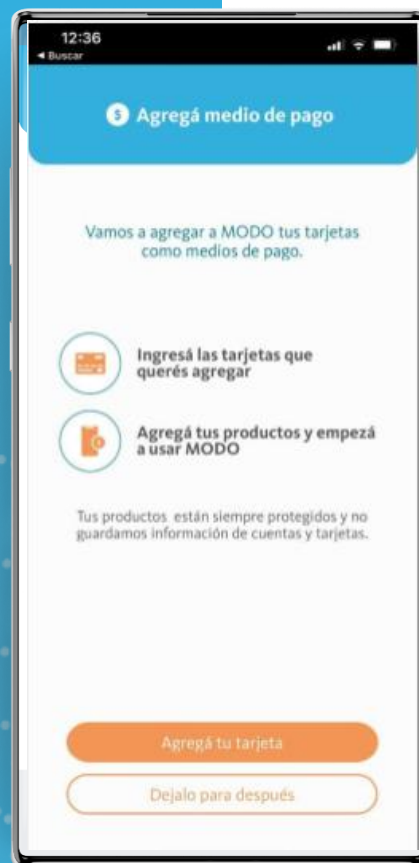 12:36
◀ Buscar
$ Agregá medio de pago
Vamos a agregar a MODO tus tarjetas
como medios de pago.
Ingresá las tarjetas que
querés agregar
Agregá tus productos y empezá
a usar MODO
Tus productos están siempre protegidos y no
guardamos información de cuentas y tarjetas.
Agregá tu tarjeta
Dejalo para después